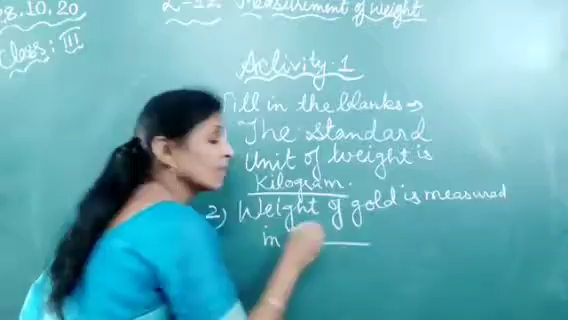 .10.20
L-12 Measurement of weight
Class: III
Activity-1
Fill in the blanks →
The standard
Unit of weight is
Kilogram.
2) Weight of gold is measured
in